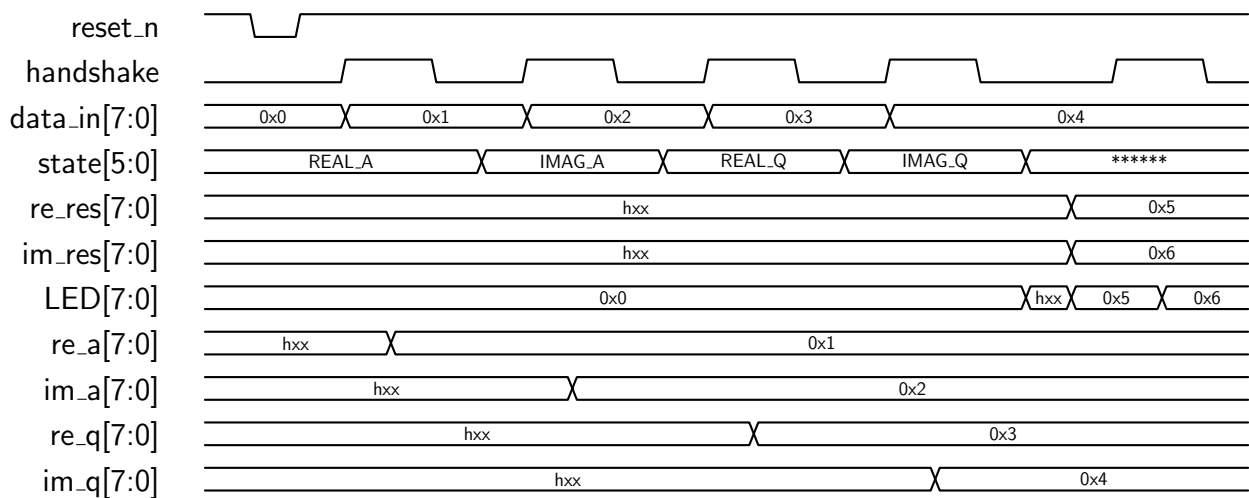 reset_n
handshake
data_in[7:0] 0x0 0x1 0x2 0x3 0x4
state[5:0] REAL_A IMAG_A REAL_Q IMAG_Q ******
re_res[7:0] hxx 0x5
im_res[7:0] hxx 0x6
LED[7:0] 0x0 hxx 0x5 0x6
re_a[7:0] hxx 0x1
im_a[7:0] hxx 0x2
re_q[7:0] hxx 0x3
im_q[7:0] hxx 0x4